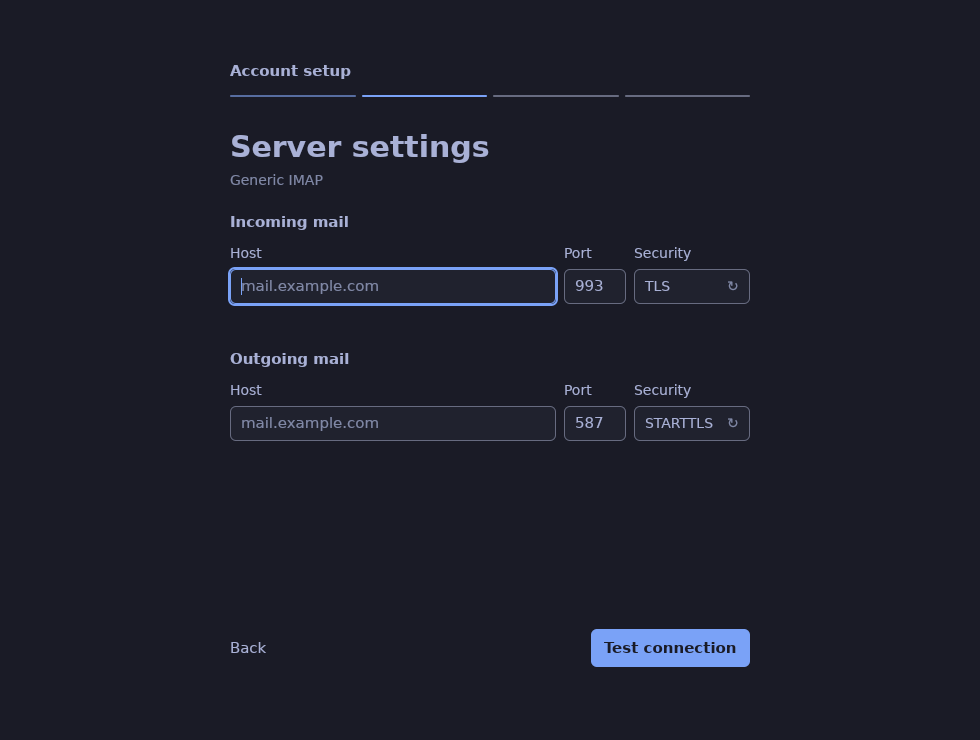 Account setup
Server settings
Generic IMAP
Incoming mail
Host Port Security
mail.example.com 993 TLS ↻
Outgoing mail
Host Port Security
mail.example.com 587 STARTTLS ↻
Back Test connection